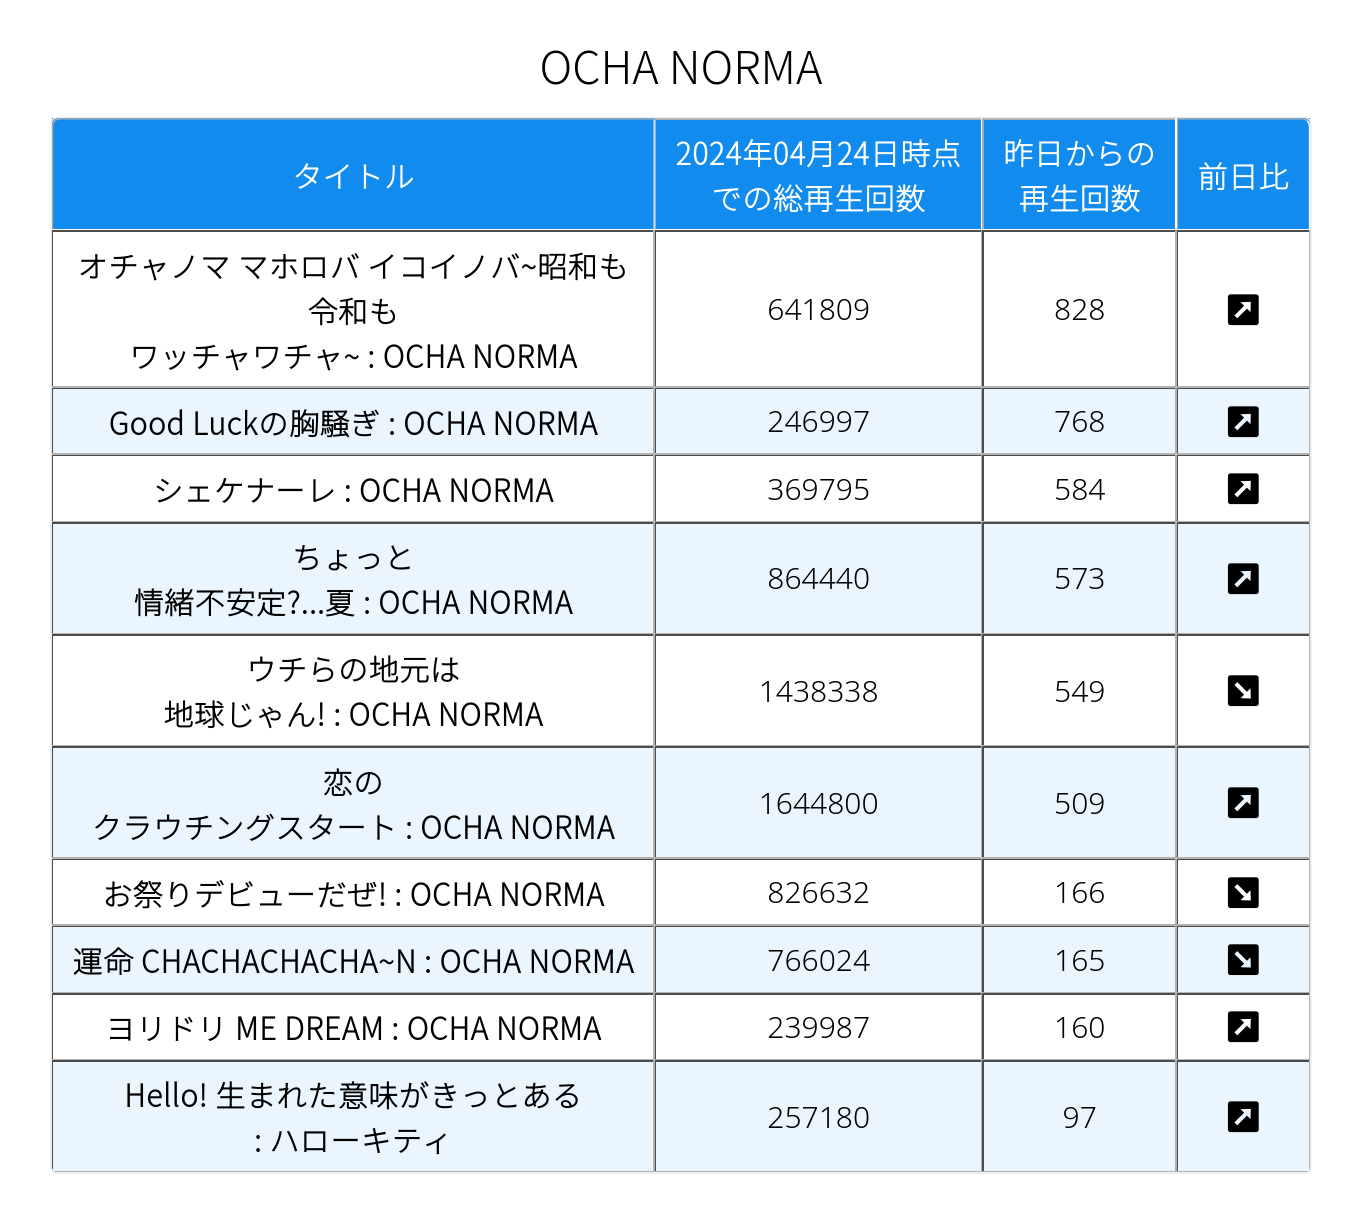 OCHA NORMA
タイトル
2024年04月24日時点
での総再生回数
昨日からの
再生回数
前日比
オチャノマ マホロバ イコイノバ~昭和も
令和も
ワッチャワチャ~ : OCHA NORMA
641809
828
Good Luckの胸騒ぎ : OCHA NORMA
246997
768
シェケナーレ : OCHA NORMA
369795
584
ちょっと
情緒不安定?...夏 : OCHA NORMA
864440
573
ウチらの地元は
地球じゃん! : OCHA NORMA
1438338
549
恋の
クラウチングスタート : OCHA NORMA
1644800
509
お祭りデビューだぜ! : OCHA NORMA
826632
166
運命 CHACHACHACHA~N : OCHA NORMA
766024
165
ヨリドリ ME DREAM : OCHA NORMA
239987
160
Hello! 生まれた意味がきっとある
: ハローキティ
257180
97